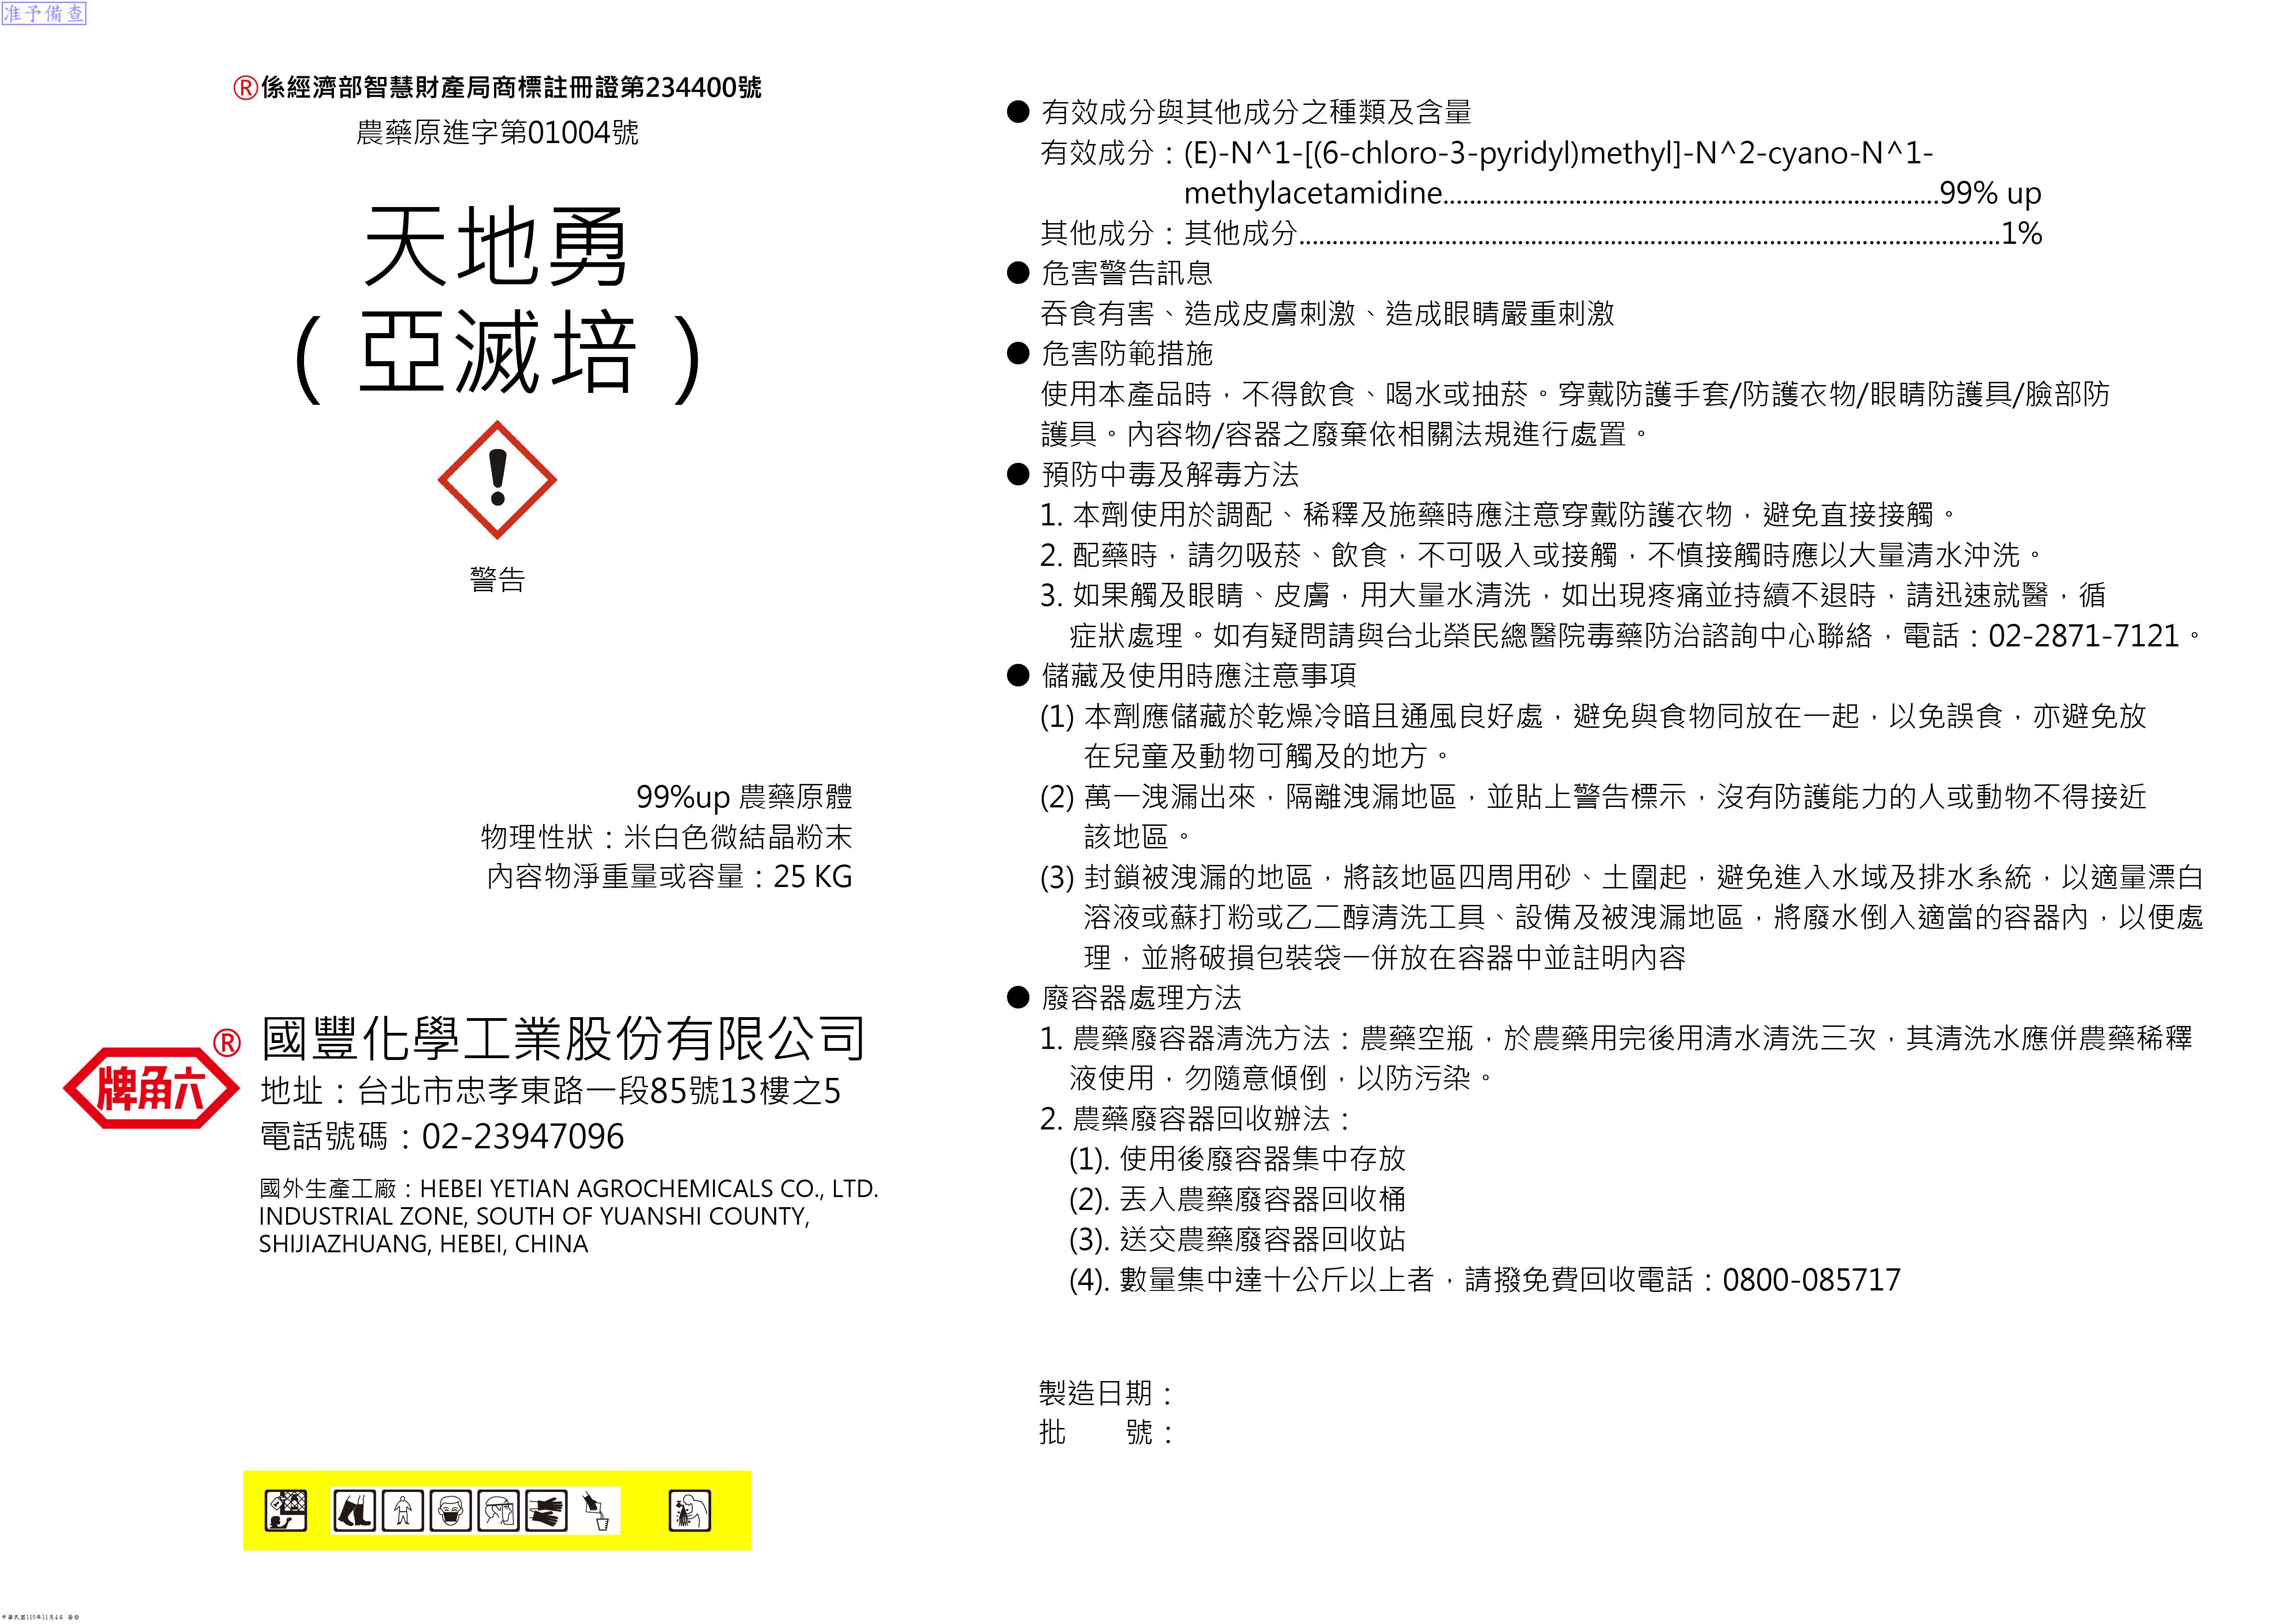 准予備查
®係經濟部智慧財產局商標註冊證第234400號
農藥原進字第01004號
天地勇
(亞滅培)
警告
99%up 農藥原體
物理性狀：米白色微結晶粉末
內容物淨重量或容量：25 KG
牌角六®
國豐化學工業股份有限公司
地址：台北市忠孝東路一段85號13樓之5
電話號碼：02-23947096
國外生產工廠：HEBEI YETIAN AGROCHEMICALS CO., LTD.
INDUSTRIAL ZONE, SOUTH OF YUANSHI COUNTY,
SHIJIAZHUANG, HEBEI, CHINA
● 有效成分與其他成分之種類及含量
有效成分：(E)-N^1-[(6-chloro-3-pyridyl)methyl]-N^2-cyano-N^1-
methylacetamidine...........................................................................99% up
其他成分：其他成分..........................................................................................................1%
● 危害警告訊息
吞食有害、造成皮膚刺激、造成眼睛嚴重刺激
● 危害防範措施
使用本產品時，不得飲食、喝水或抽菸。穿戴防護手套/防護衣物/眼睛防護具/臉部防
護具。內容物/容器之廢棄依相關法規進行處置。
● 預防中毒及解毒方法
1. 本劑使用於調配、稀釋及施藥時應注意穿戴防護衣物，避免直接接觸。
2. 配藥時，請勿吸菸、飲食，不可吸入或接觸，不慎接觸時應以大量清水沖洗。
3. 如果觸及眼睛、皮膚，用大量水清洗，如出現疼痛並持續不退時，請迅速就醫，循
症狀處理。如有疑問請與台北榮民總醫院毒藥防治諮詢中心聯絡，電話：02-2871-7121。
● 儲藏及使用時應注意事項
(1) 本劑應儲藏於乾燥冷暗且通風良好處，避免與食物同放在一起，以免誤食，亦避免放
在兒童及動物可觸及的地方。
(2) 萬一洩漏出來，隔離洩漏地區，並貼上警告標示，沒有防護能力的人或動物不得接近
該地區。
(3) 封鎖被洩漏的地區，將該地區四周用砂、土圍起，避免進入水域及排水系統，以適量漂白
溶液或蘇打粉或乙二醇清洗工具、設備及被洩漏地區，將廢水倒入適當的容器內，以便處
理，並將破損包裝袋一併放在容器中並註明內容
● 廢容器處理方法
1. 農藥廢容器清洗方法：農藥空瓶，於農藥用完後用清水清洗三次，其清洗水應併農藥稀釋
液使用，勿隨意傾倒，以防污染。
2. 農藥廢容器回收辦法：
(1). 使用後廢容器集中存放
(2). 丟入農藥廢容器回收桶
(3). 送交農藥廢容器回收站
(4). 數量集中達十公斤以上者，請撥免費回收電話：0800-085717
製造日期：
批　　號：
中華民國110年11月4日 簽發